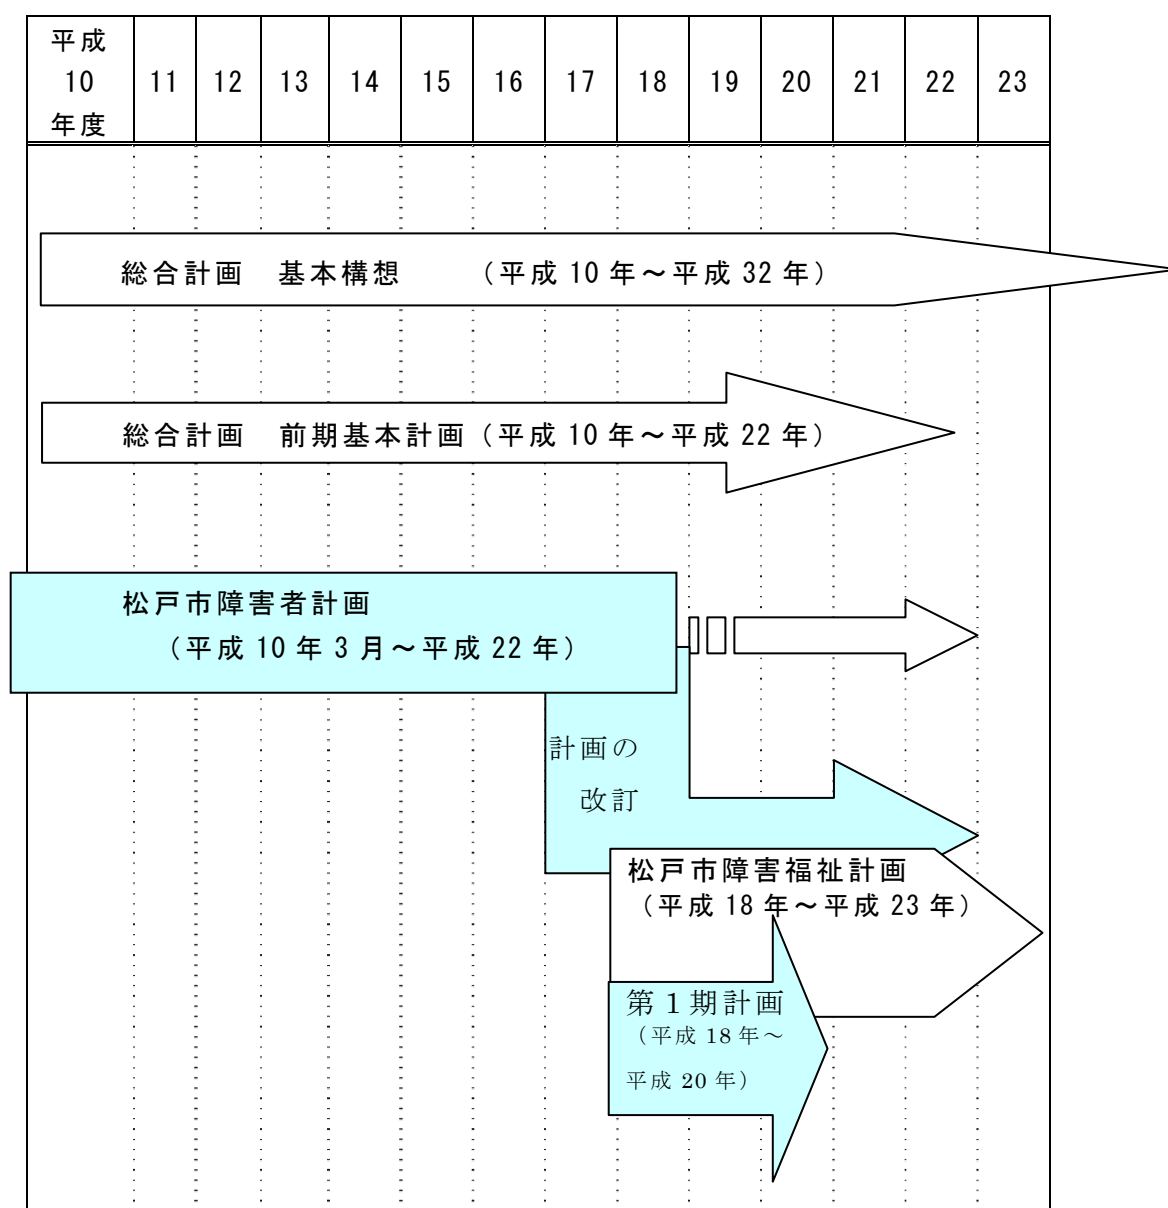 平成
10
年度
11
12
13
14
15
16
17
18
19
20
21
22
23
総合計画　基本構想　　（平成 10 年～平成 32 年）
総合計画　前期基本計画（平成 10 年～平成 22 年）
松戸市障害者計画
（平成 10 年 3 月～平成 22 年）
計画の
改訂
松戸市障害福祉計画
（平成 18 年～平成 23 年）
第１期計画
（平成 18 年～
平成 20 年）